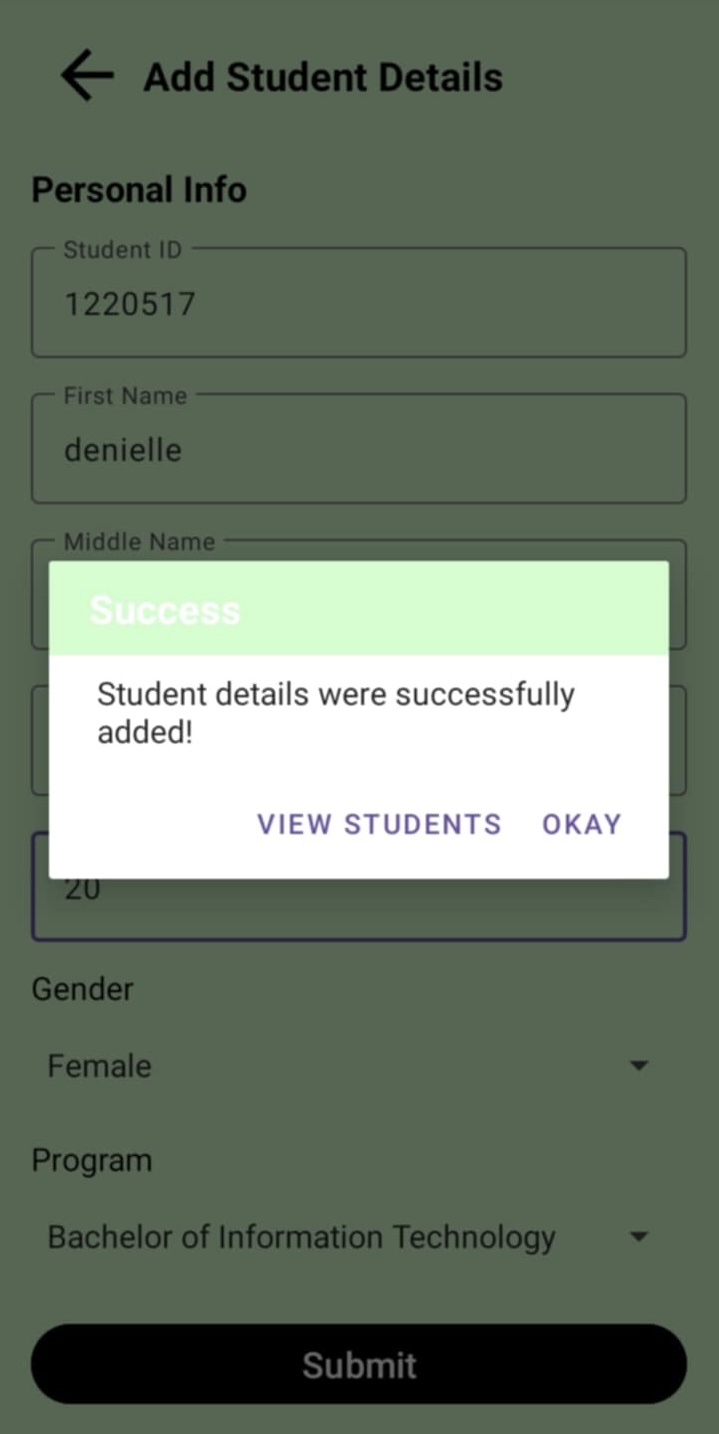 Add Student Details
Personal Info
Student ID
1220517
First Name
denielle
Middle Name
Success
Student details were successfully
added!
VIEW STUDENTS OKAY
20
Gender
Female
Program
Bachelor of Information Technology
Submit